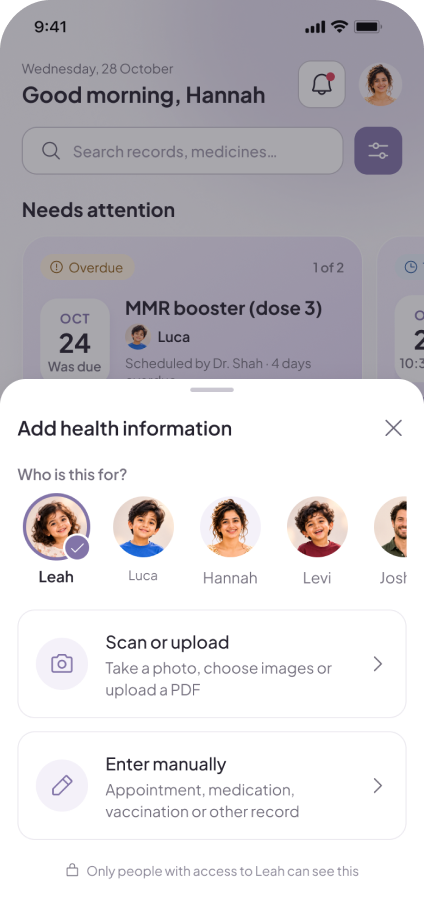 9:41
Wednesday, 28 October
Good morning, Hannah
Search records, medicines...
Needs attention
Overdue
1 of 2
OCT
24
Was due
MMR booster (dose 3)
Luca
Scheduled by Dr. Shah · 4 days
Add health information
Who is this for?
Leah
Luca
Hannah
Levi
Scan or upload
Take a photo, choose images or
upload a PDF
Enter manually
Appointment, medication,
vaccination or other record
Only people with access to Leah can see this